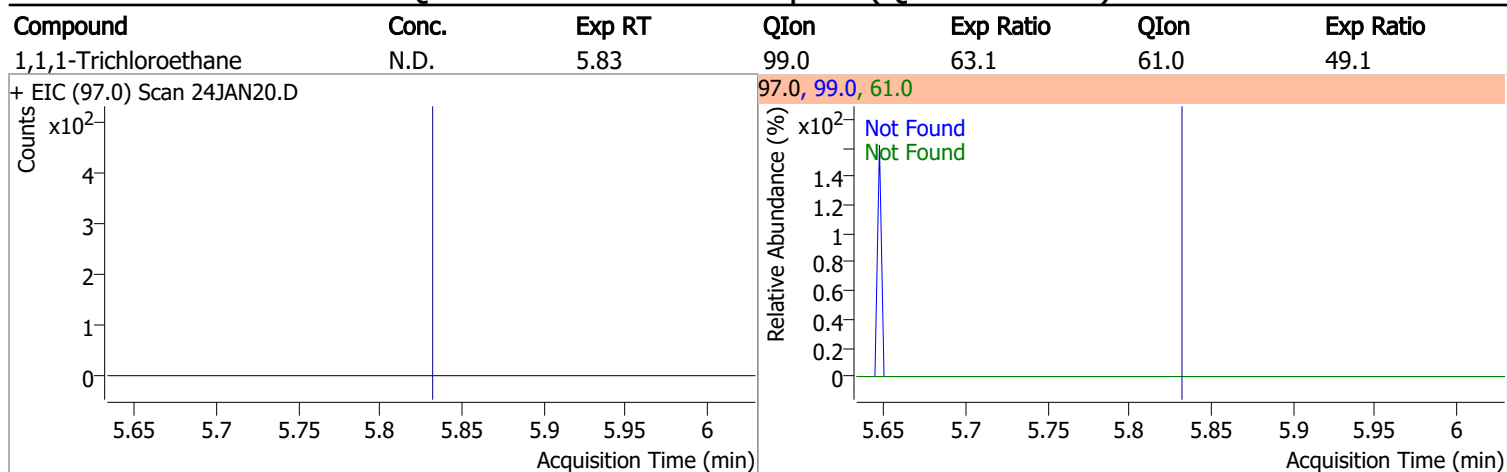 Compound Conc. Exp RT QIon Exp Ratio QIon Exp Ratio
1,1,1-Trichloroethane N.D. 5.83 99.0 63.1 61.0 49.1
+ EIC (97.0) Scan 24JAN20.D
Counts
x10²
4
3
2
1
0
5.65 5.7 5.75 5.8 5.85 5.9 5.95 6
Acquisition Time (min)
97.0, 99.0, 61.0
Relative Abundance (%)
x10²
Not Found
Not Found
1.4
1.2
1
0.8
0.6
0.4
0.2
0
5.65 5.7 5.75 5.8 5.85 5.9 5.95 6
Acquisition Time (min)